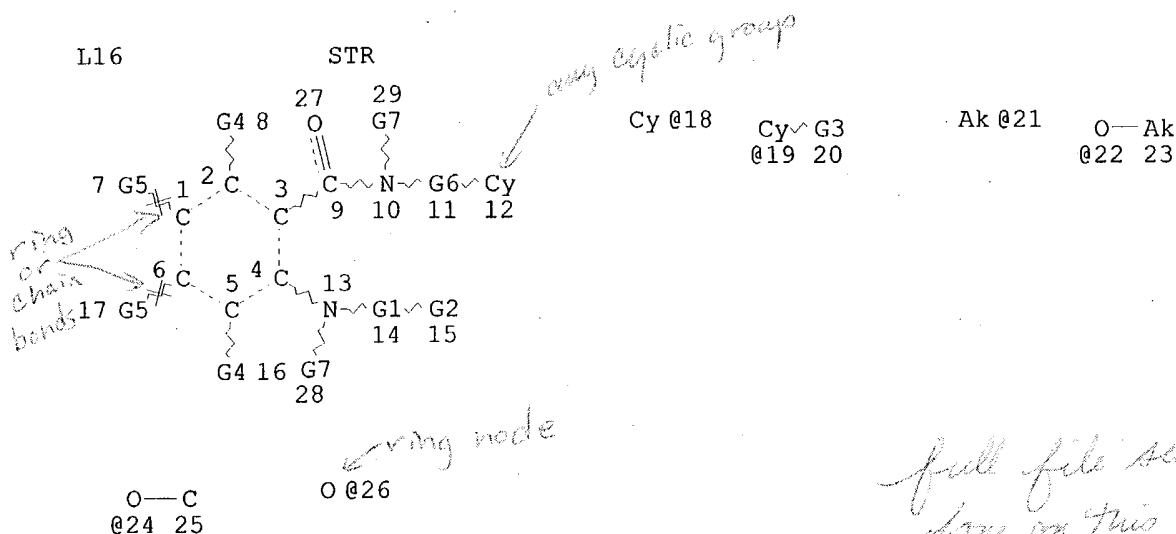 L16 STR
any cyclic group
27 29
G4 8 O G7
Cy @18 Cy G3 Ak @21 O Ak
@19 20 @22 23
7 G5 1 2 C 3 C N G6 Cy
C C 9 10 11 12
ring
or
chain
bonds
6 C 5 4 C 13
17 G5 C N G1 G2
14 15
G4 16 G7
28
ring node
O C O @26
@24 25
full file
on this